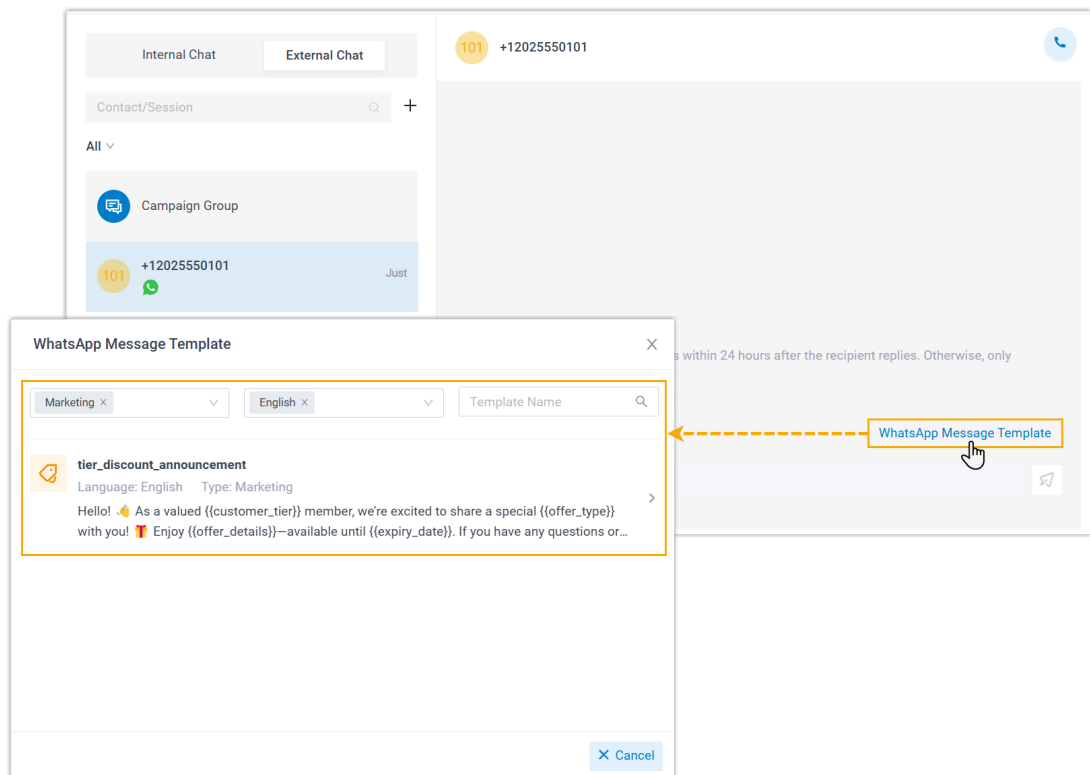 Internal Chat
External Chat
101
+12025550101
Contact/Session
All
Campaign Group
101
+12025550101
Just
WhatsApp Message Template
within 24 hours after the recipient replies. Otherwise, only
Marketing
English
Template Name
WhatsApp Message Template
tier_discount_announcement
Language: English Type: Marketing
Hello! 👋 As a valued {{customer_tier}} member, we're excited to share a special {{offer_type}}
with you! 🎁 Enjoy {{offer_details}}—available until {{expiry_date}}. If you have any questions or...
Cancel